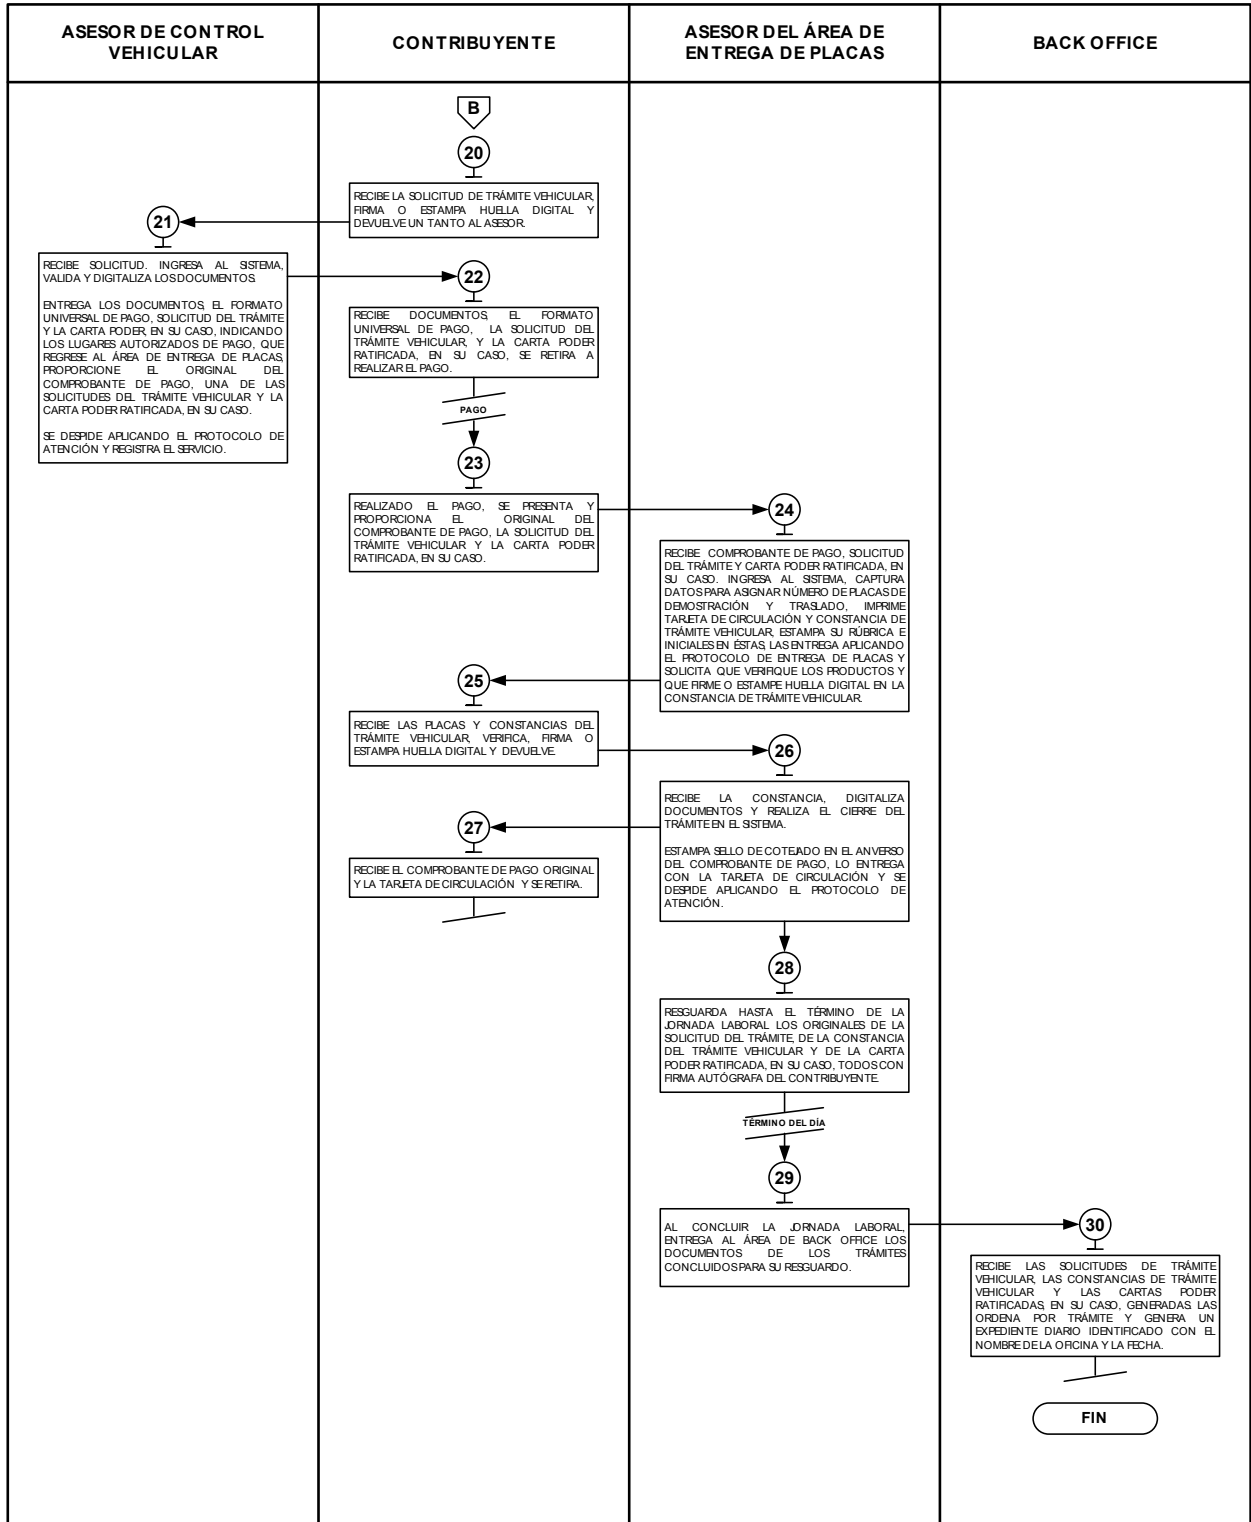 ASESOR DE CONTROL
VEHICULAR
CONTRIBUYENTE
ASESOR DEL ÁREA DE
ENTREGA DE PLACAS
BACK OFFICE
B
20
RECIBE LA SOLICITUD DE TRÁMITE VEHICULAR,
FIRMA O ESTAMPA HUELLA DIGITAL Y
DEVUELVE UN TANTO AL ASESOR.
21
RECIBE SOLICITUD. INGRESA AL SISTEMA,
VALIDA Y DIGITALIZA LOS DOCUMENTOS.
ENTREGA LOS DOCUMENTOS, EL FORMATO
UNIVERSAL DE PAGO, SOLICITUD DEL TRÁMITE
Y LA CARTA PODER, EN SU CASO, INDICANDO
LOS LUGARES AUTORIZADOS DE PAGO, QUE
REGRESE AL ÁREA DE ENTREGA DE PLACAS,
PROPORCIONE EL ORIGINAL DEL
COMPROBANTE DE PAGO, UNA DE LAS
SOLICITUDES DEL TRÁMITE VEHICULAR Y LA
CARTA PODER RATIFICADA, EN SU CASO.
SE DESPIDE APLICANDO EL PROTOCOLO DE
ATENCIÓN Y REGISTRA EL SERVICIO.
22
RECIBE DOCUMENTOS, EL FORMATO
UNIVERSAL DE PAGO, LA SOLICITUD DEL
TRÁMITE VEHICULAR, Y LA CARTA PODER
RATIFICADA, EN SU CASO, SE RETIRA A
REALIZAR EL PAGO.
PAGO
23
REALIZADO EL PAGO, SE PRESENTA Y
PROPORCIONA EL ORIGINAL DEL
COMPROBANTE DE PAGO, LA SOLICITUD DEL
TRÁMITE VEHICULAR Y LA CARTA PODER
RATIFICADA, EN SU CASO.
24
RECIBE COMPROBANTE DE PAGO, SOLICITUD
DEL TRÁMITE Y CARTA PODER RATIFICADA, EN
SU CASO. INGRESA AL SISTEMA, CAPTURA
DATOS PARA ASIGNAR NÚMERO DE PLACAS DE
DEMOSTRACIÓN Y TRASLADO, IMPRIME
TARJETA DE CIRCULACIÓN Y CONSTANCIA DE
TRÁMITE VEHICULAR, ESTAMPA SU RÚBRICA E
INICIALES EN ÉSTAS, LAS ENTREGA APLICANDO
EL PROTOCOLO DE ENTREGA DE PLACAS Y
SOLICITA QUE VERIFIQUE LOS PRODUCTOS Y
QUE FIRME O ESTAMPE HUELLA DIGITAL EN LA
CONSTANCIA DE TRÁMITE VEHICULAR.
25
RECIBE LAS PLACAS Y CONSTANCIAS DEL
TRÁMITE VEHICULAR, VERIFICA, FIRMA O
ESTAMPA HUELLA DIGITAL Y DEVUELVE.
26
RECIBE LA CONSTANCIA, DIGITALIZA
DOCUMENTOS Y REALIZA EL CIERRE DEL
TRÁMITE EN EL SISTEMA.
ESTAMPA SELLO DE COTEJADO EN EL ANVERSO
DEL COMPROBANTE DE PAGO, LO ENTREGA
CON LA TARJETA DE CIRCULACIÓN Y SE
DESPIDE APLICANDO EL PROTOCOLO DE
ATENCIÓN.
27
RECIBE EL COMPROBANTE DE PAGO ORIGINAL
Y LA TARJETA DE CIRCULACIÓN Y SE RETIRA.
28
RESGUARDA HASTA EL TÉRMINO DE LA
JORNADA LABORAL LOS ORIGINALES DE LA
SOLICITUD DEL TRÁMITE, DE LA CONSTANCIA
DEL TRÁMITE VEHICULAR Y DE LA CARTA
PODER RATIFICADA, EN SU CASO, TODOS CON
FIRMA AUTÓGRAFA DEL CONTRIBUYENTE.
TÉRMINO DEL DÍA
29
AL CONCLUIR LA JORNADA LABORAL,
ENTREGA AL ÁREA DE BACK OFFICE LOS
DOCUMENTOS DE LOS TRÁMITES
CONCLUIDOS PARA SU RESGUARDO.
30
RECIBE LAS SOLICITUDES DE TRÁMITE
VEHICULAR, LAS CONSTANCIAS DE TRÁMITE
VEHICULAR Y LAS CARTAS PODER
RATIFICADAS, EN SU CASO, GENERADAS, LAS
ORDENA POR TRÁMITE Y GENERA UN
EXPEDIENTE DIARIO IDENTIFICADO CON EL
NOMBRE DE LA OFICINA Y LA FECHA.
FIN